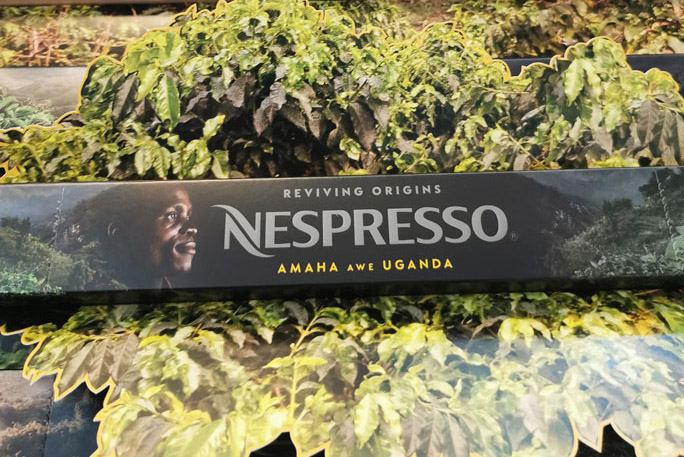 REVIVING ORIGINS
NESPRESSO®
AMAHA AWE UGANDA